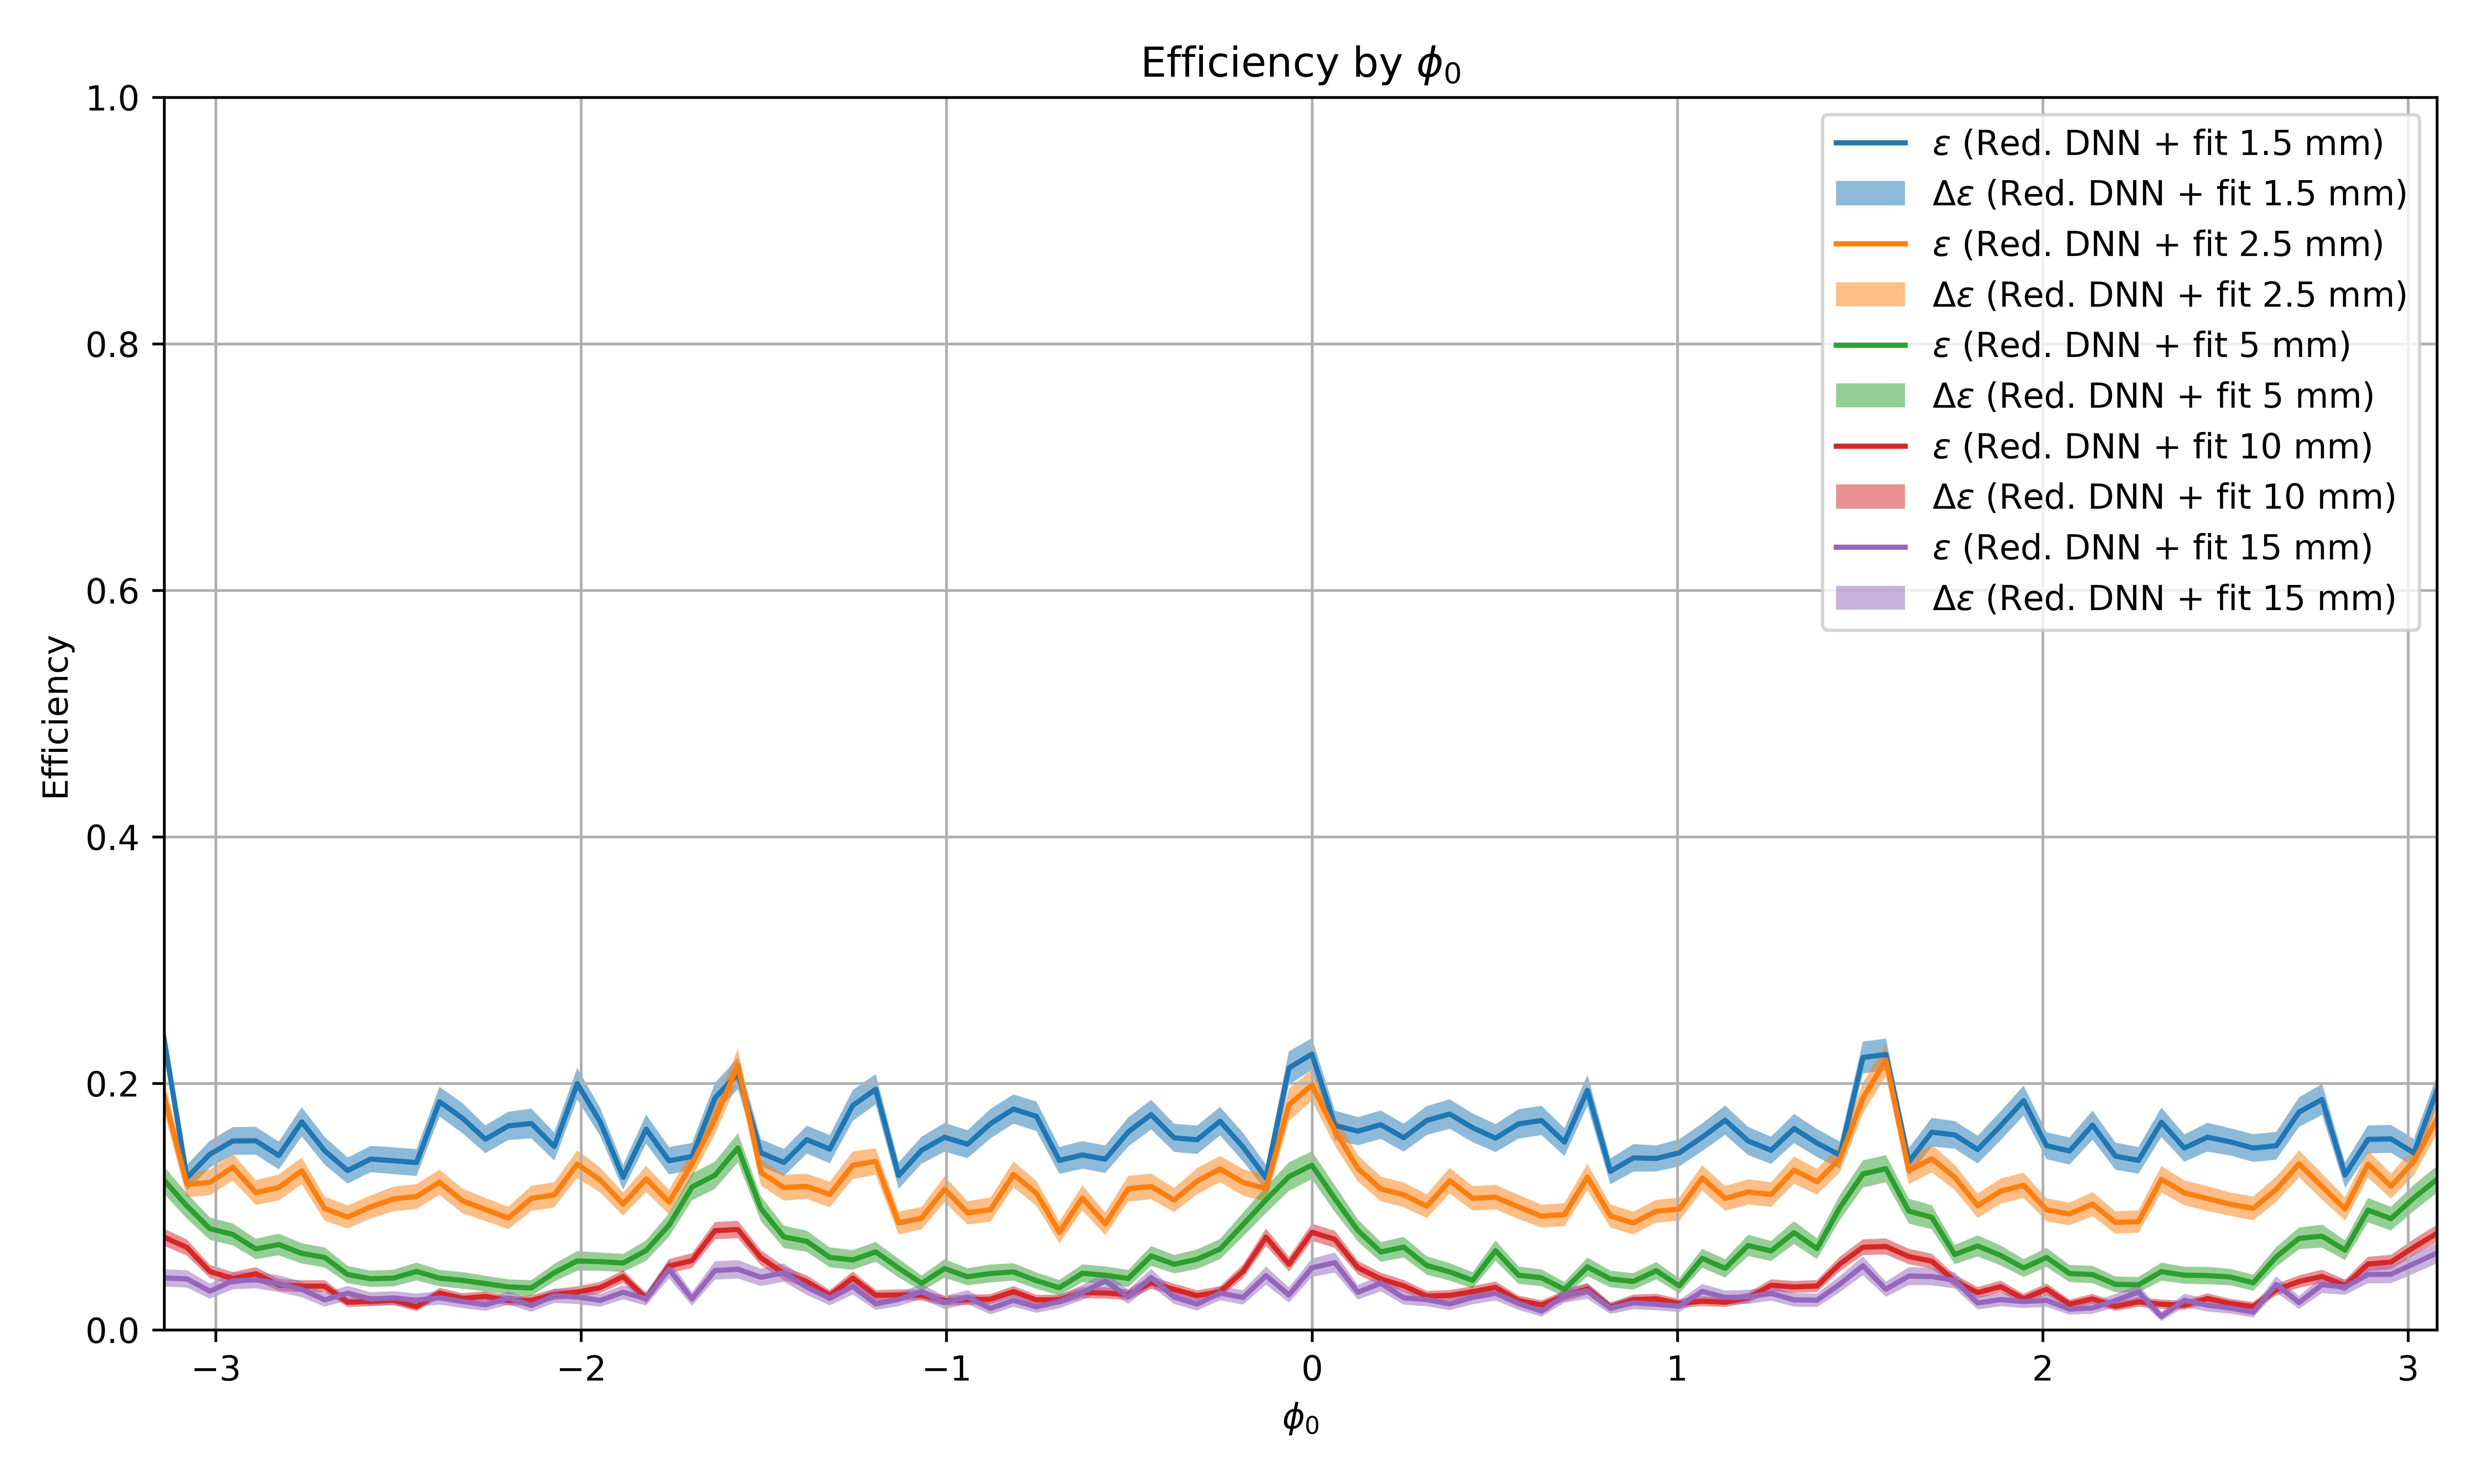 Efficiency by ϕ₀
1.0
0.8
0.6
0.4
0.2
0.0
Efficiency
−3
−2
−1
0
1
2
3
ϕ₀
ε (Red. DNN + fit 1.5 mm)
Δε (Red. DNN + fit 1.5 mm)
ε (Red. DNN + fit 2.5 mm)
Δε (Red. DNN + fit 2.5 mm)
ε (Red. DNN + fit 5 mm)
Δε (Red. DNN + fit 5 mm)
ε (Red. DNN + fit 10 mm)
Δε (Red. DNN + fit 10 mm)
ε (Red. DNN + fit 15 mm)
Δε (Red. DNN + fit 15 mm)